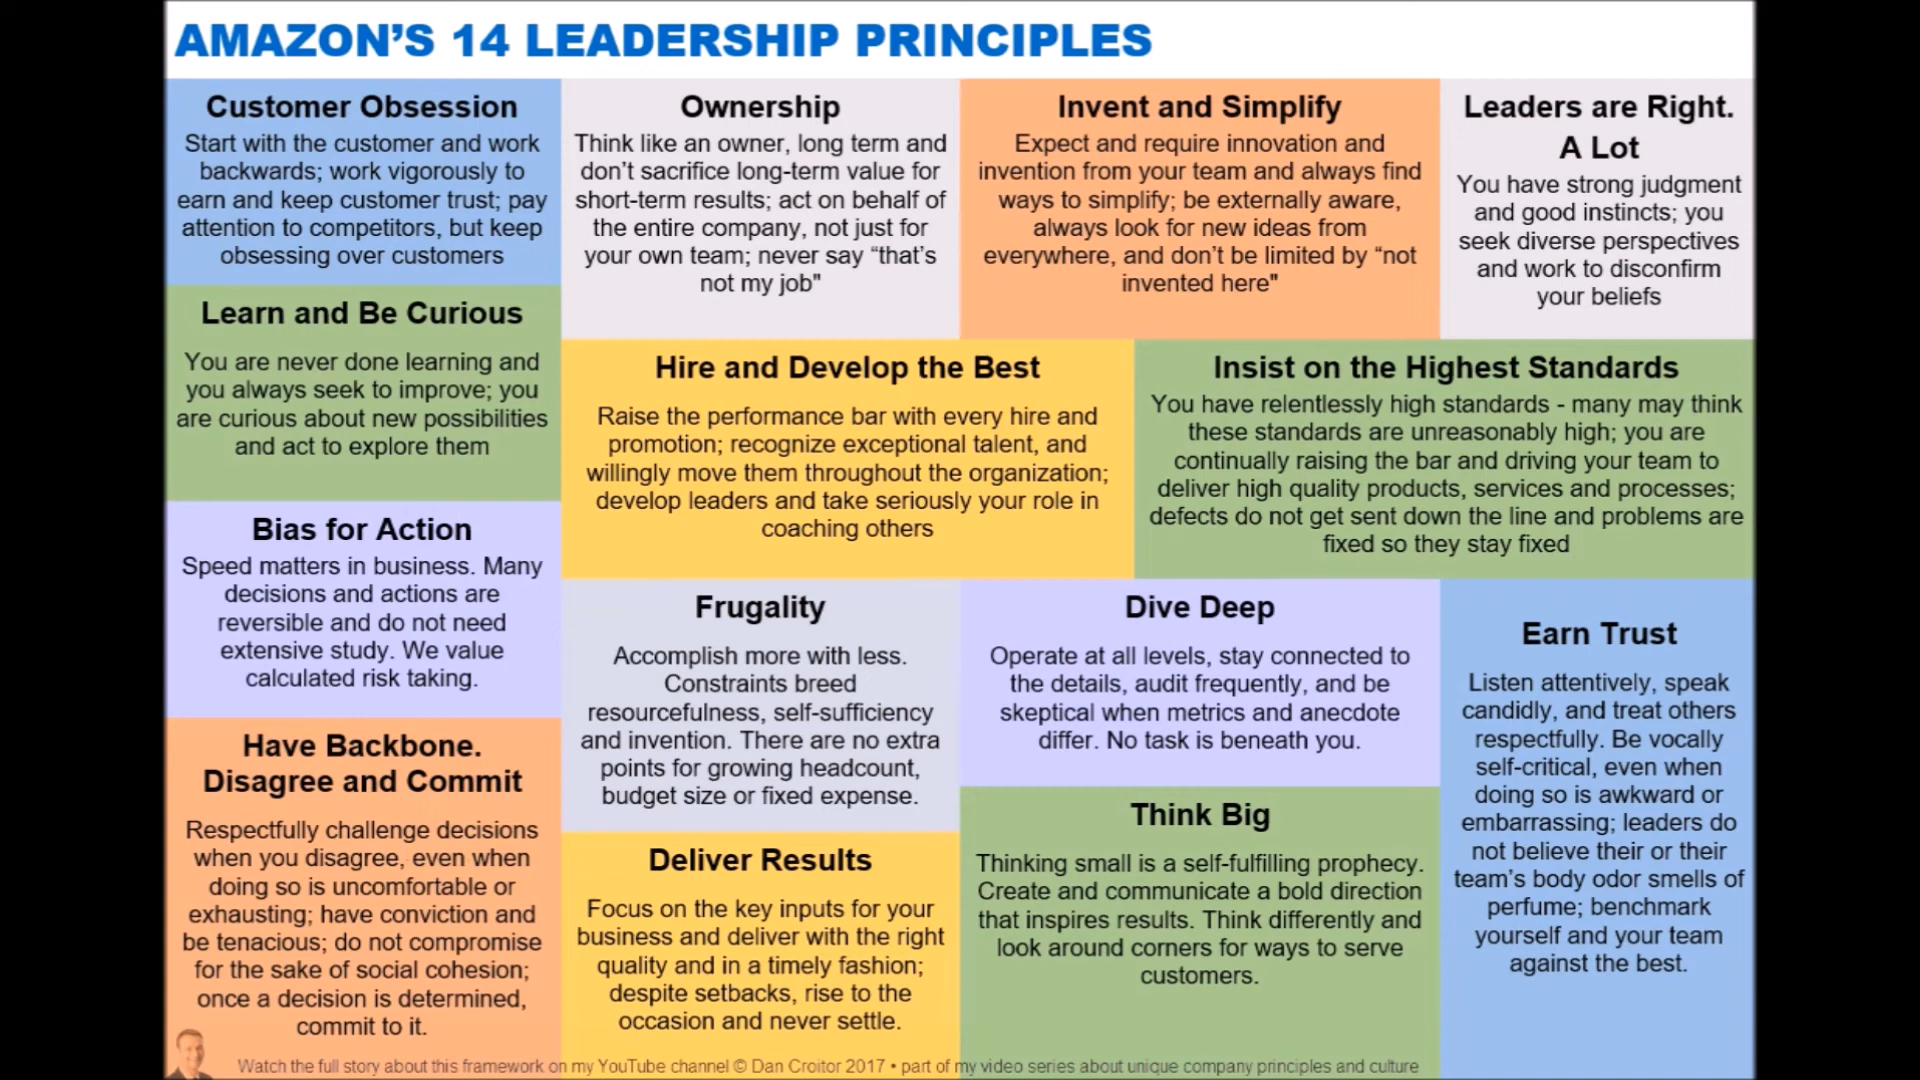 AMAZON’S 14 LEADERSHIP PRINCIPLES
Customer Obsession
Start with the customer and work
backwards; work vigorously to
earn and keep customer trust; pay
attention to competitors, but keep
obsessing over customers
Ownership
Think like an owner, long term and
don’t sacrifice long-term value for
short-term results; act on behalf of
the entire company, not just for
your own team; never say “that’s
not my job"
Invent and Simplify
Expect and require innovation and
invention from your team and always find
ways to simplify; be externally aware,
always look for new ideas from
everywhere, and don’t be limited by “not
invented here"
Leaders are Right.
A Lot
You have strong judgment
and good instincts; you
seek diverse perspectives
and work to disconfirm
your beliefs
Learn and Be Curious
You are never done learning and
you always seek to improve; you
are curious about new possibilities
and act to explore them
Hire and Develop the Best
Raise the performance bar with every hire and
promotion; recognize exceptional talent, and
willingly move them throughout the organization;
develop leaders and take seriously your role in
coaching others
Insist on the Highest Standards
You have relentlessly high standards - many may think
these standards are unreasonably high; you are
continually raising the bar and driving your team to
deliver high quality products, services and processes;
defects do not get sent down the line and problems are
fixed so they stay fixed
Bias for Action
Speed matters in business. Many
decisions and actions are
reversible and do not need
extensive study. We value
calculated risk taking.
Frugality
Accomplish more with less.
Constraints breed
resourcefulness, self-sufficiency
and invention. There are no extra
points for growing headcount,
budget size or fixed expense.
Dive Deep
Operate at all levels, stay connected to
the details, audit frequently, and be
skeptical when metrics and anecdote
differ. No task is beneath you.
Earn Trust
Listen attentively, speak
candidly, and treat others
respectfully. Be vocally
self-critical, even when
doing so is awkward or
embarrassing; leaders do
not believe their or their
team’s body odor smells of
perfume; benchmark
yourself and your team
against the best.
Have Backbone.
Disagree and Commit
Respectfully challenge decisions
when you disagree, even when
doing so is uncomfortable or
exhausting; have conviction and
be tenacious; do not compromise
for the sake of social cohesion;
once a decision is determined,
commit to it.
Deliver Results
Focus on the key inputs for your
business and deliver with the right
quality and in a timely fashion;
despite setbacks, rise to the
occasion and never settle.
Think Big
Thinking small is a self-fulfilling prophecy.
Create and communicate a bold direction
that inspires results. Think differently and
look around corners for ways to serve
customers.
Watch the full story about this framework on my YouTube channel © Dan Croitor 2017 • part of my video series about unique company principles and culture